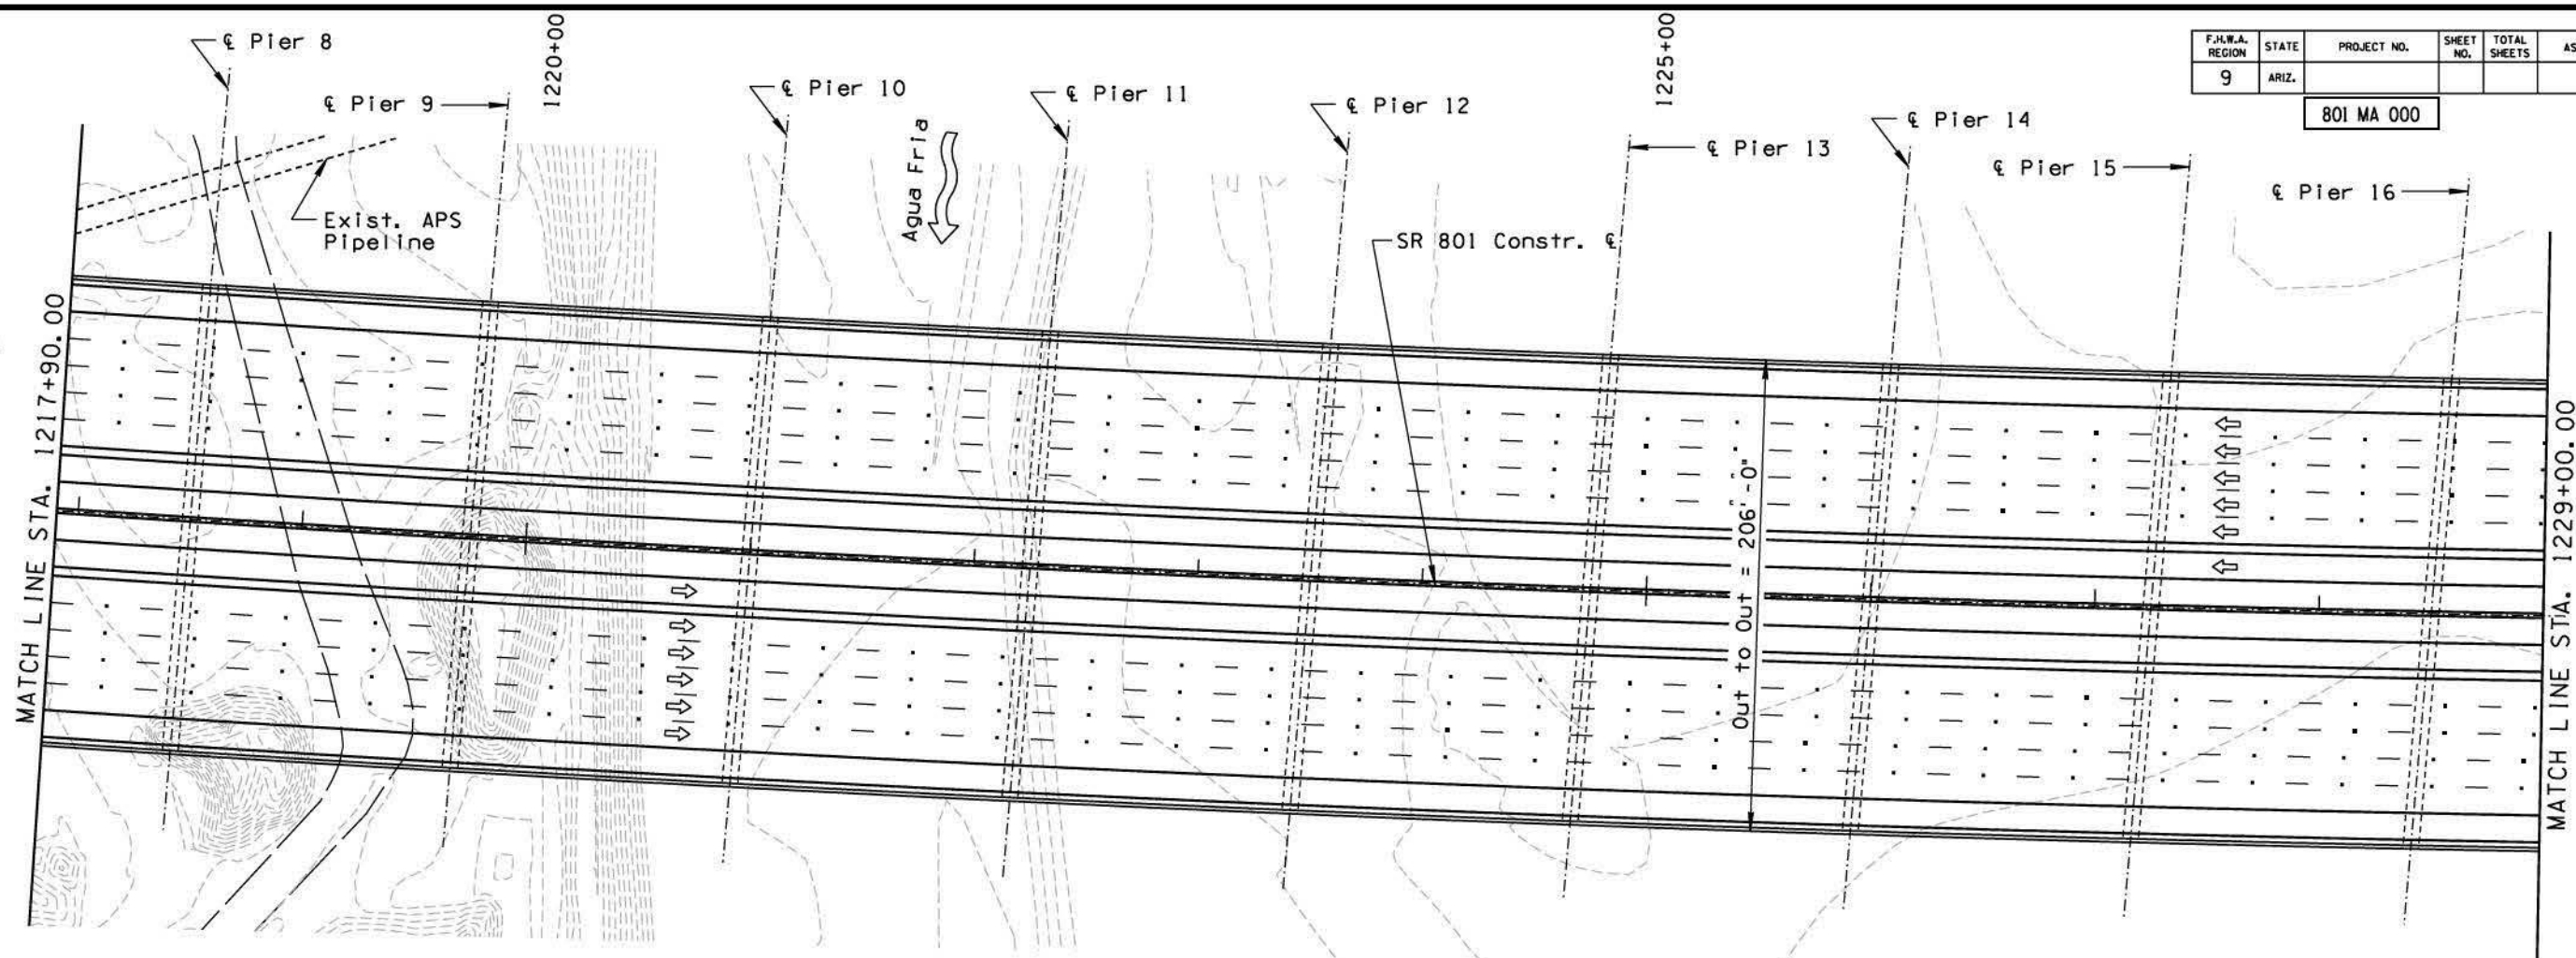 ℄ Pier 8
℄ Pier 9
1220+00
℄ Pier 10
℄ Pier 11
Agua Fria
℄ Pier 12
1225+00
℄ Pier 13
℄ Pier 14
℄ Pier 15
℄ Pier 16
F.H.W.A. REGION
STATE
PROJECT NO.
SHEET NO.
TOTAL SHEETS
AS
9
ARIZ.
801 MA 000
Exist. APS
Pipeline
SR 801 Constr. ℄
MATCH LINE STA. 1217+90.00
Out to Out = 206'-0"
MATCH LINE STA. 1229+00.00